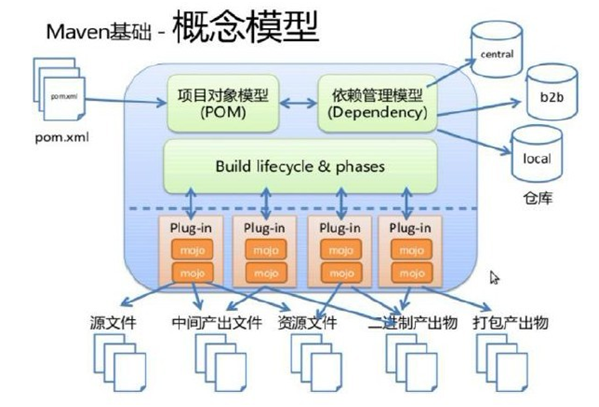 Maven基础 - 概念模型
pom.xml
pom.xml
项目对象模型
(POM)
依赖管理模型
(Dependency)
central
b2b
local
仓库
Build lifecycle & phases
Plug-in
mojo
mojo
Plug-in
mojo
mojo
Plug-in
mojo
mojo
Plug-in
mojo
mojo
源文件
中间产出文件
资源文件
二进制产出物
打包产出物